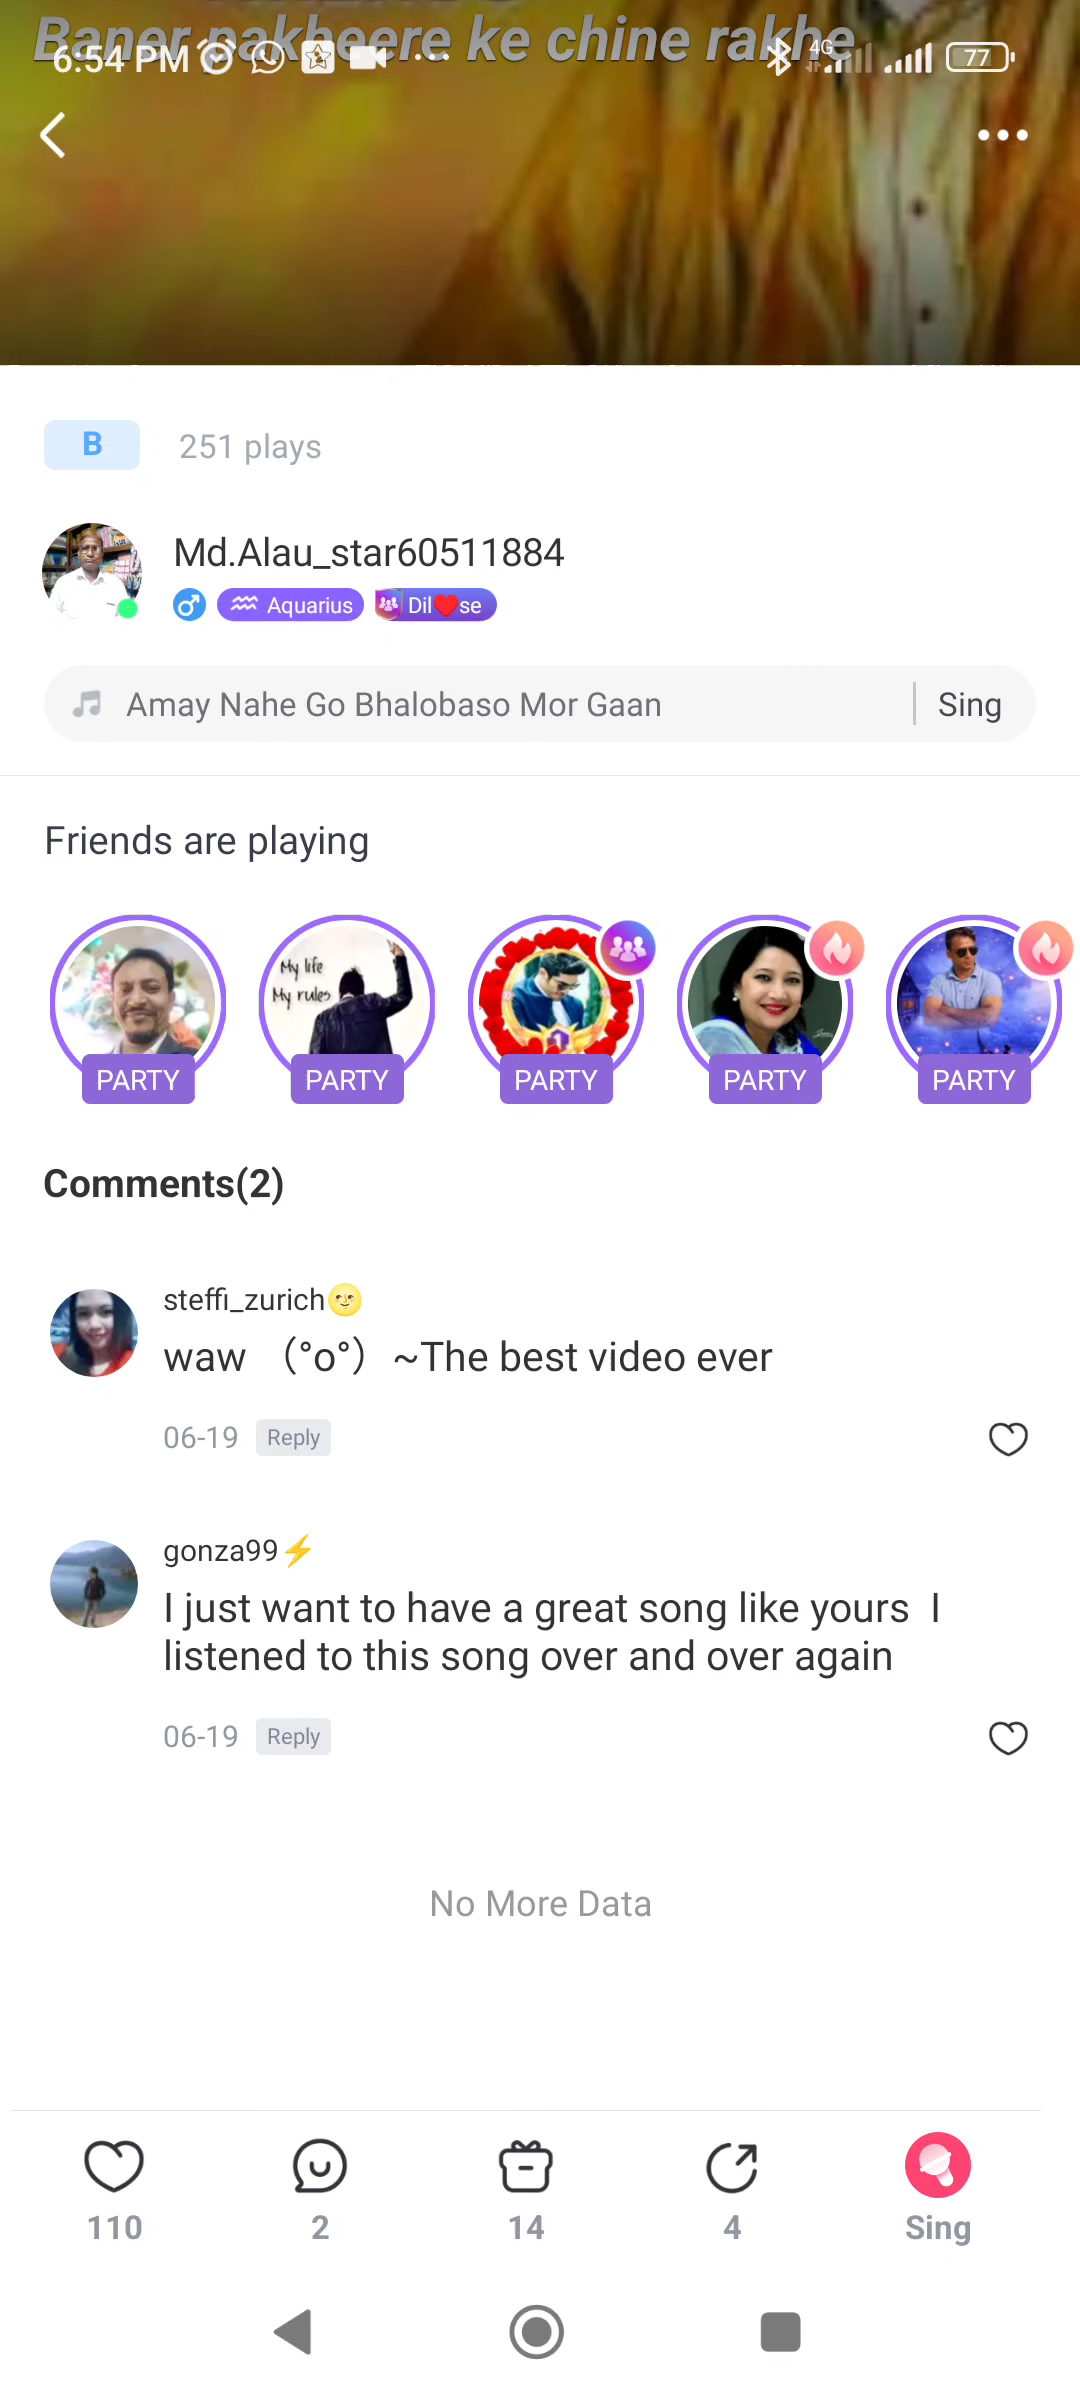 Baner pakheere ke chine rakhe
6:54 PM
4G
77
B
251 plays
Md.Alau_star60511884
Aquarius
Dil❤️se
Amay Nahe Go Bhalobaso Mor Gaan
Sing
Friends are playing
My life
My rules
1
PARTY
PARTY
PARTY
PARTY
PARTY
Comments(2)
steffi_zurich🌝
waw （°o°）~The best video ever
06-19
Reply
gonza99⚡
I just want to have a great song like yours I
listened to this song over and over again
06-19
Reply
No More Data
110
2
14
4
Sing